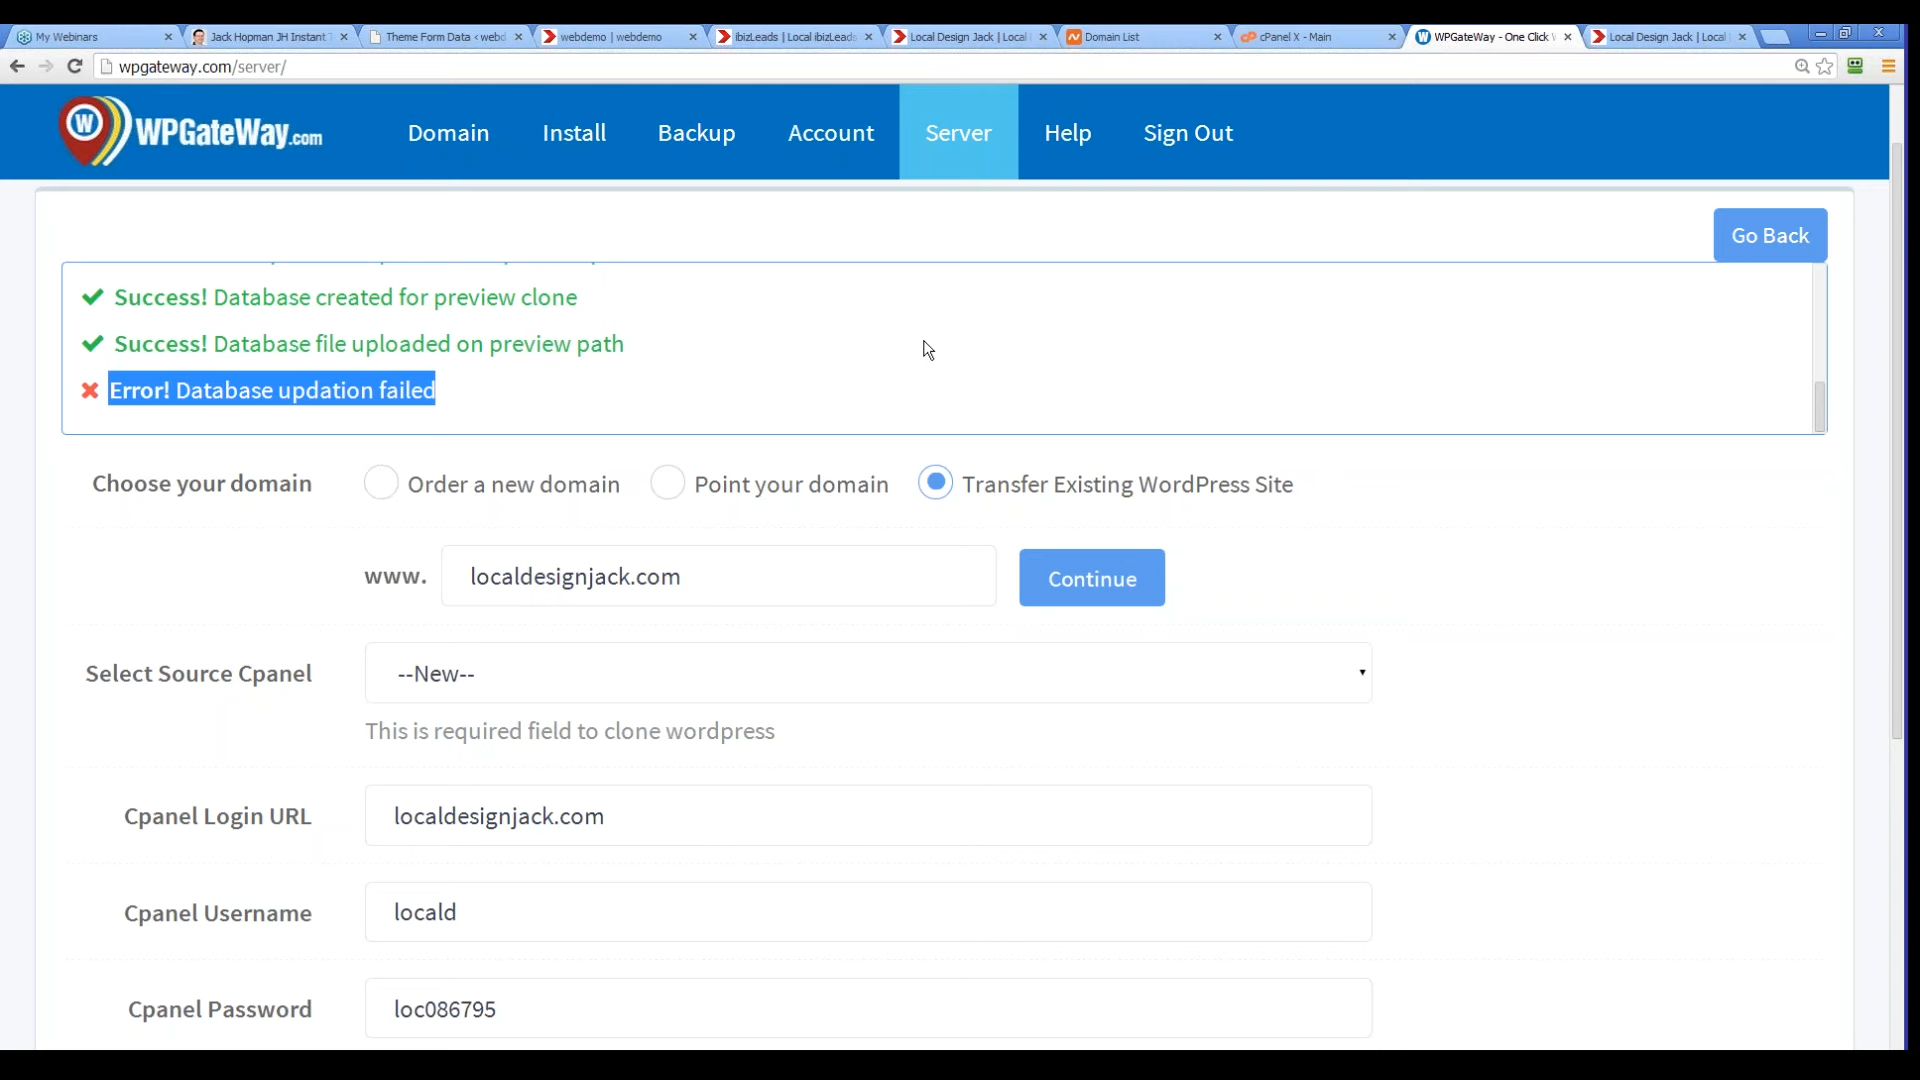 My Webinars
Jack Hopman JH Instant
Theme Form Data ‹ webd
webdemo | webdemo
ibizLeads | Local ibizLeads
Local Design Jack | Local
Domain List
cPanel X - Main
WPGateWay - One Click
Local Design Jack | Local
wpgateway.com/server/
W WPGateWay.com
Domain
Install
Backup
Account
Server
Help
Sign Out
Go Back
Success! Database created for preview clone
Success! Database file uploaded on preview path
Error! Database updation failed
Choose your domain
Order a new domain
Point your domain
Transfer Existing WordPress Site
www.
localdesignjack.com
Continue
Select Source Cpanel
--New--
This is required field to clone wordpress
Cpanel Login URL
localdesignjack.com
Cpanel Username
locald
Cpanel Password
loc086795